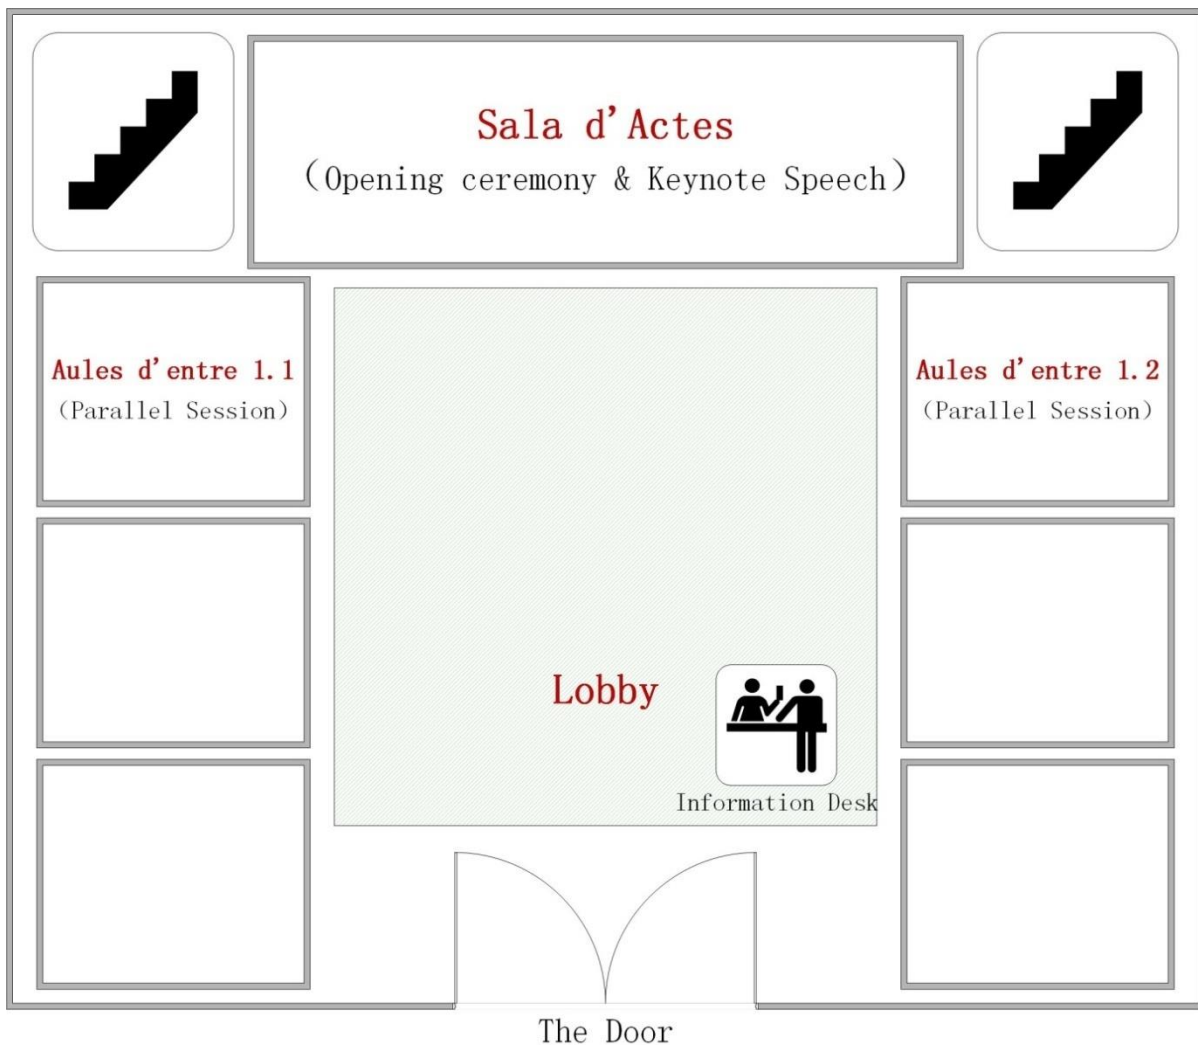 Sala d'Actes
(Opening ceremony & Keynote Speech)
Aules d'entre 1.1
(Parallel Session)
Aules d'entre 1.2
(Parallel Session)
Lobby
Information Desk
The Door